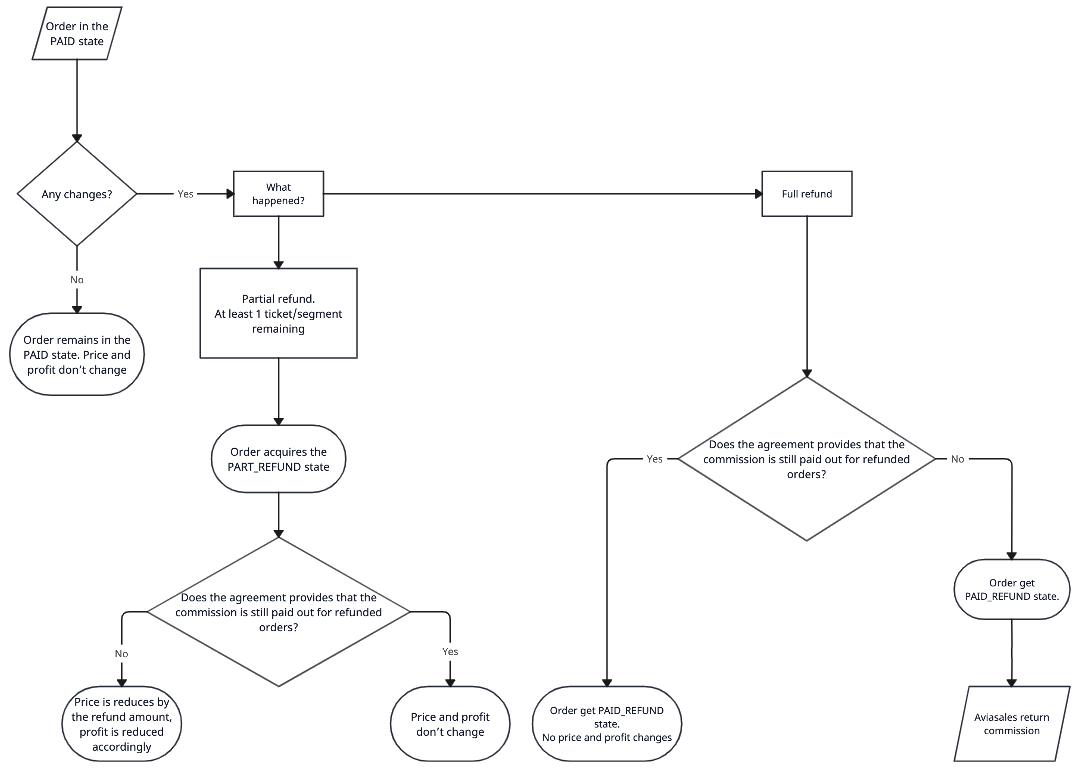 Order in the
PAID state
Any changes?
Yes
What
happened?
Full refund
No
Order remains in the
PAID state. Price and
profit don't change
Partial refund.
At least 1 ticket/segment
remaining
Order acquires the
PART_REFUND state
Does the agreement provides that the
commission is still paid out for refunded
orders?
No
Yes
Price is reduces by
the refund amount,
profit is reduced
accordingly
Price and profit
don't change
Does the agreement provides that the
commission is still paid out for refunded
orders?
Yes
No
Order get PAID_REFUND
state.
No price and profit changes
Order get
PAID_REFUND state.
Aviasales return
commission